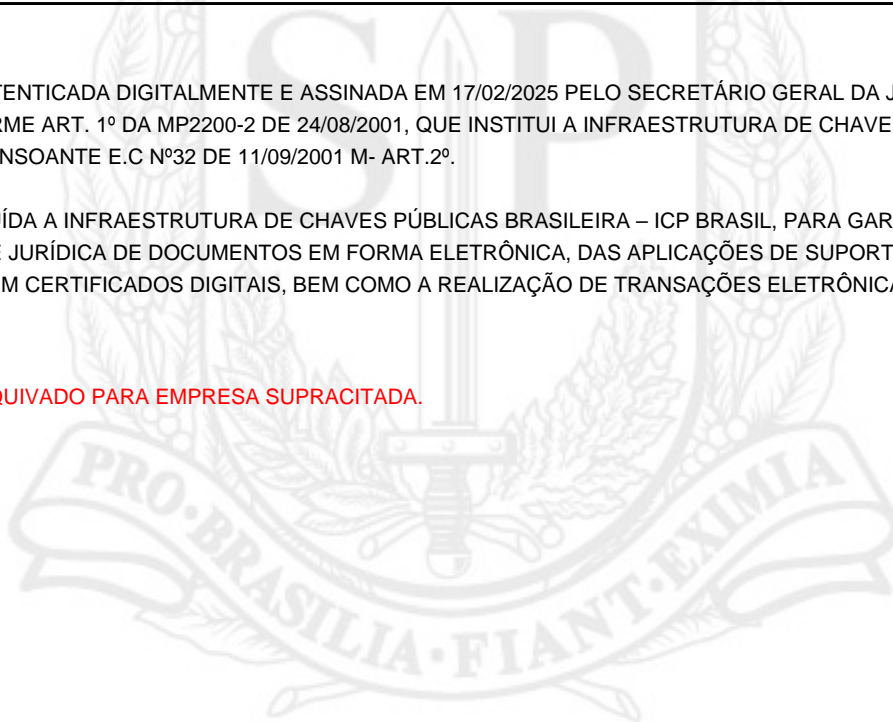 TENTICADA DIGITALMENTE E ASSINADA EM 17/02/2025 PELO SECRETÁRIO GERAL DA J
RME ART. 1º DA MP2200-2 DE 24/08/2001, QUE INSTITUI A INFRAESTRUTURA DE CHAVE
NSOANTE E.C Nº32 DE 11/09/2001 M- ART.2º.
ÍDA A INFRAESTRUTURA DE CHAVES PÚBLICAS BRASILEIRA – ICP BRASIL, PARA GAR
E JURÍDICA DE DOCUMENTOS EM FORMA ELETRÔNICA, DAS APLICAÇÕES DE SUPORT
M CERTIFICADOS DIGITAIS, BEM COMO A REALIZAÇÃO DE TRANSAÇÕES ELETRÔNICA
QUIVADO PARA EMPRESA SUPRACITADA.
SP
PRO·BRASILIA·FIANT·EXIMIA